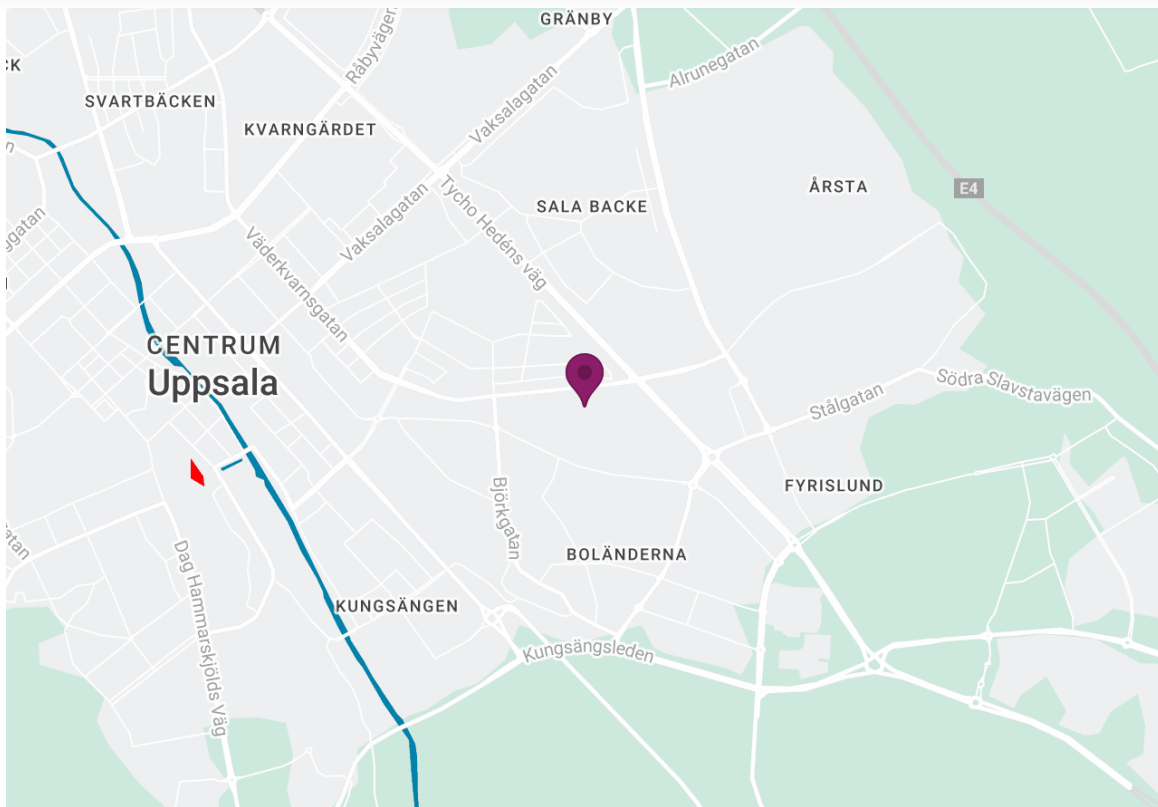 GRÄNBY
Råbyvägen
Alrunegatan
CK
SVARTBÄCKEN
KVARNGÄRDET
Vaksalagatan
E4
ÅRSTA
SALA BACKE
Tycho Hedéns väg
Vaksalagatan
Väderkvarnsgatan
CENTRUM
Uppsala
Södra Slavstavägen
Stålgatan
FYRISLUND
Björkgatan
BOLÄNDERNA
Dag Hammarskjölds Väg
KUNGSÄNGEN
Kungsängsleden